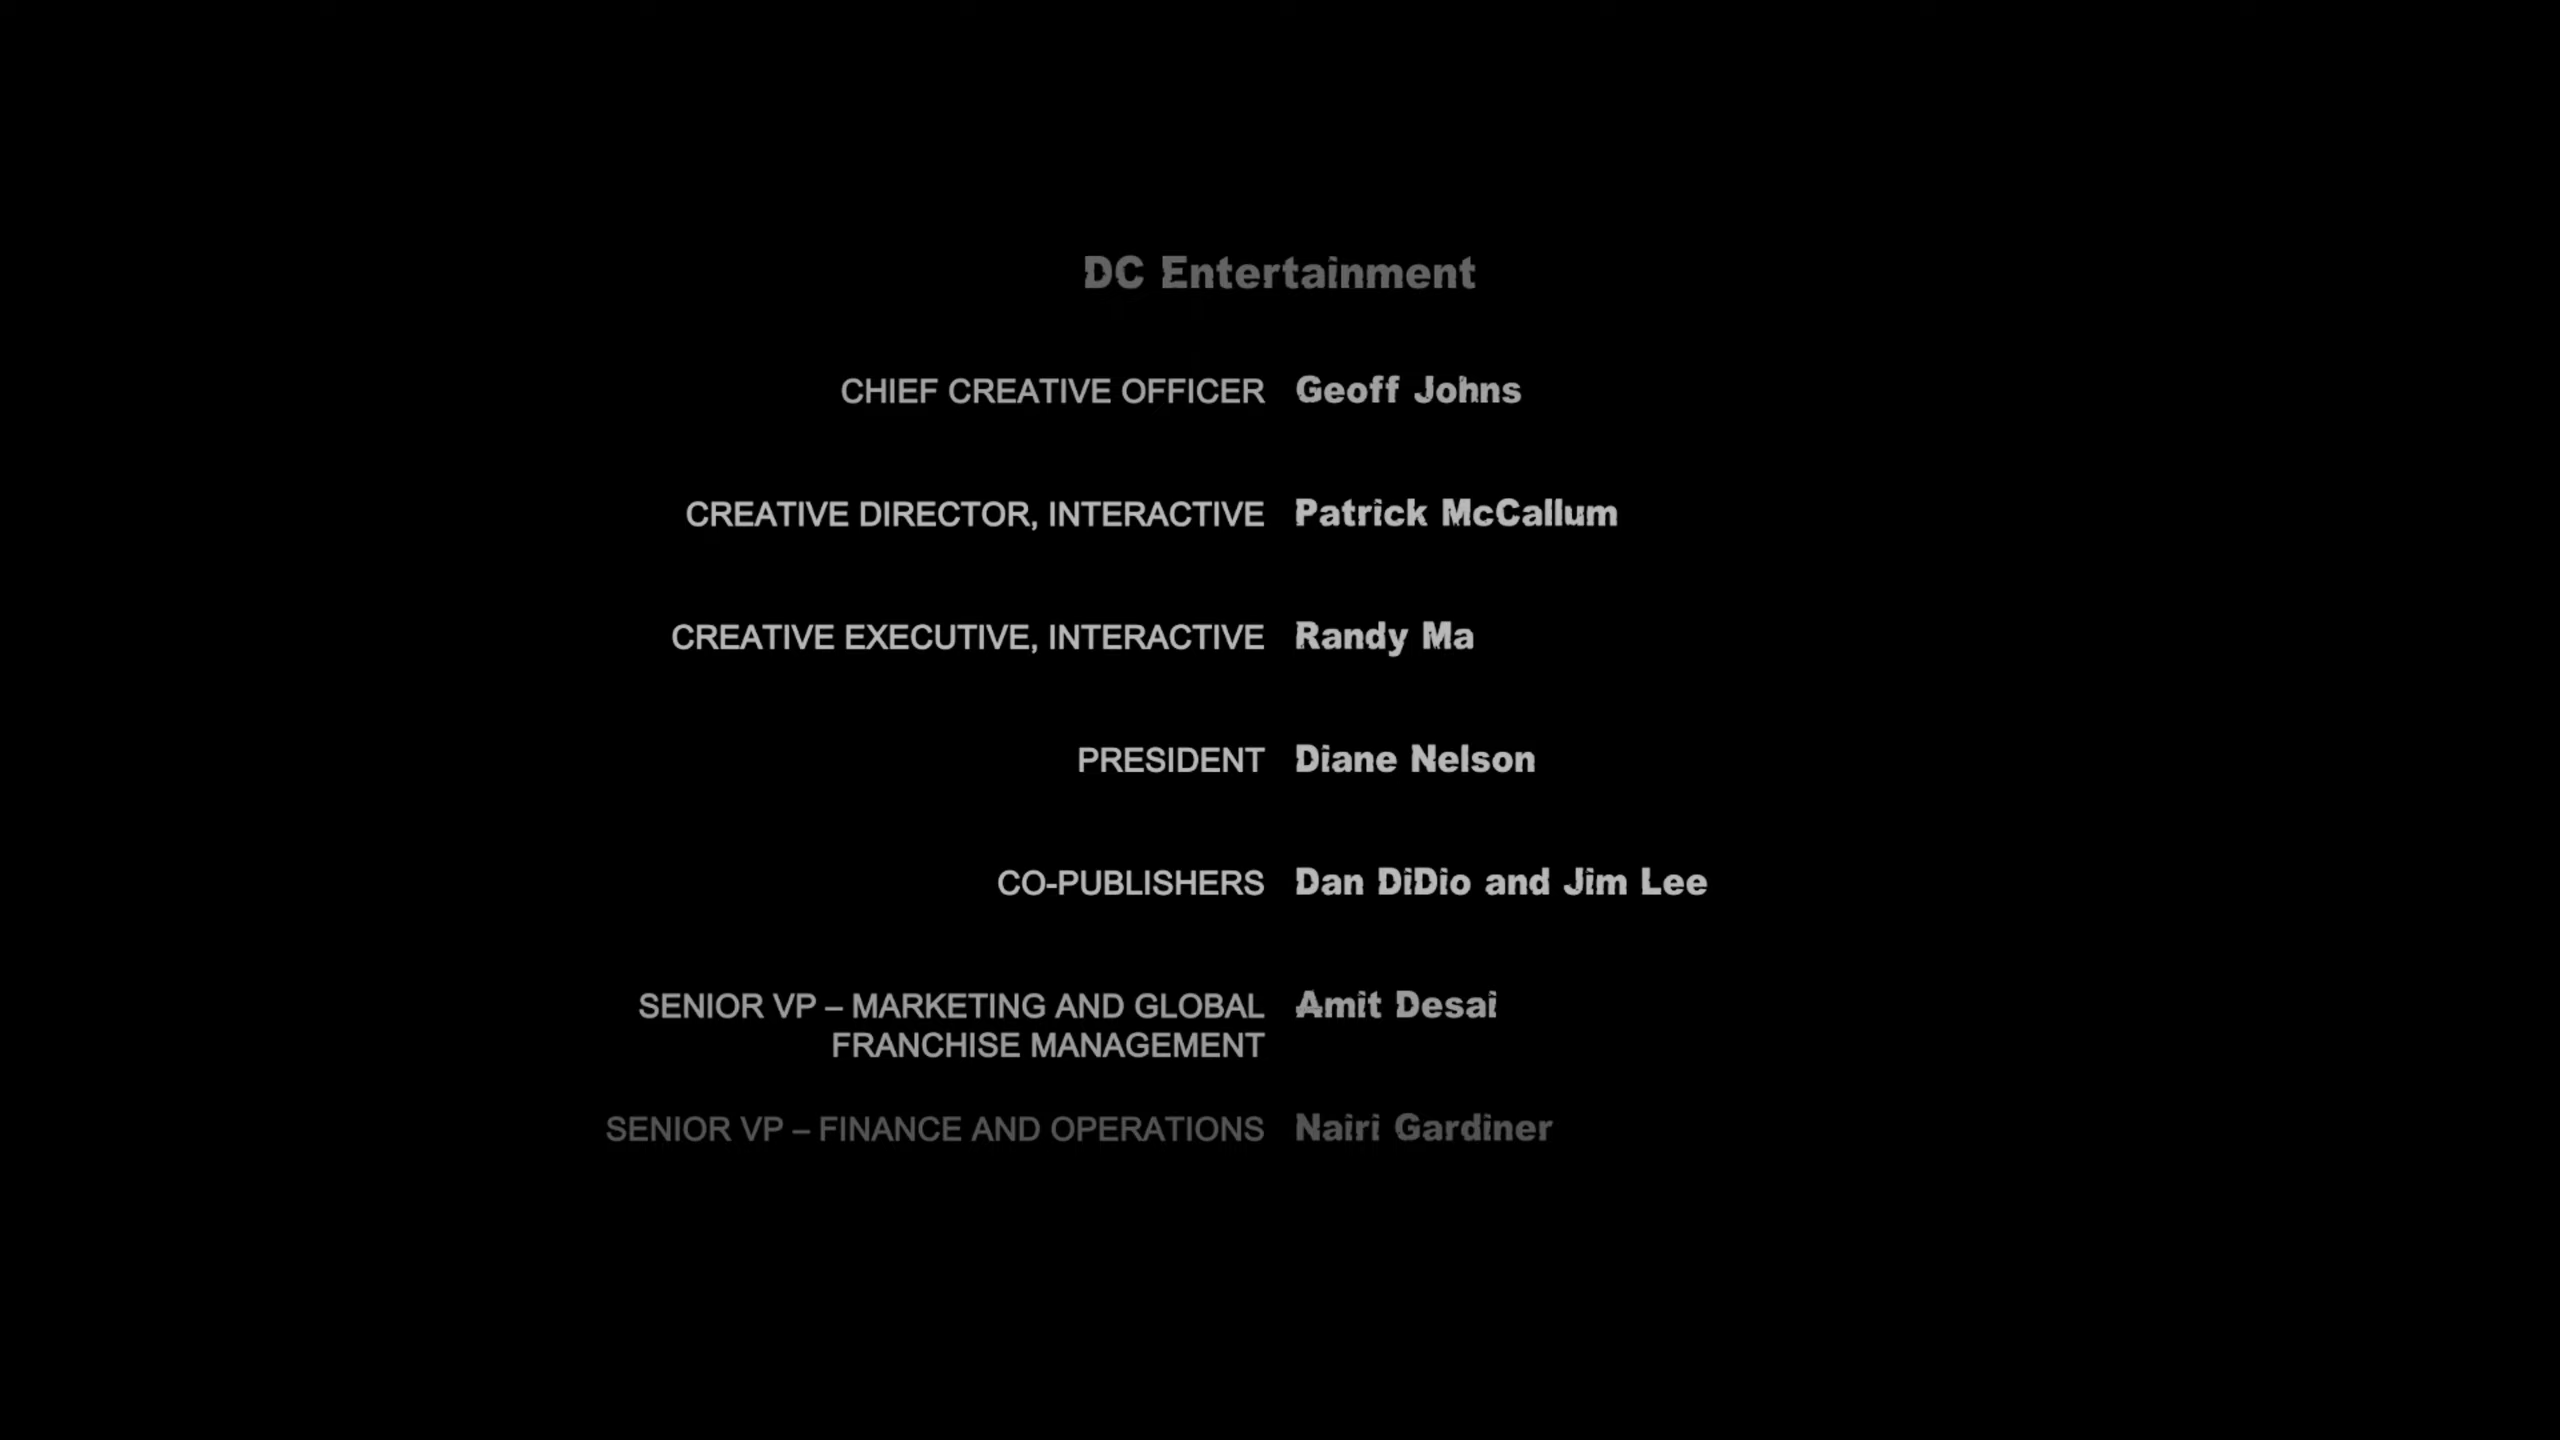 DC Entertainment
CHIEF CREATIVE OFFICER Geoff Johns
CREATIVE DIRECTOR, INTERACTIVE Patrick McCallum
CREATIVE EXECUTIVE, INTERACTIVE Randy Ma
PRESIDENT Diane Nelson
CO-PUBLISHERS Dan DiDio and Jim Lee
SENIOR VP – MARKETING AND GLOBAL Amit Desai
FRANCHISE MANAGEMENT
SENIOR VP – FINANCE AND OPERATIONS Nairi Gardiner